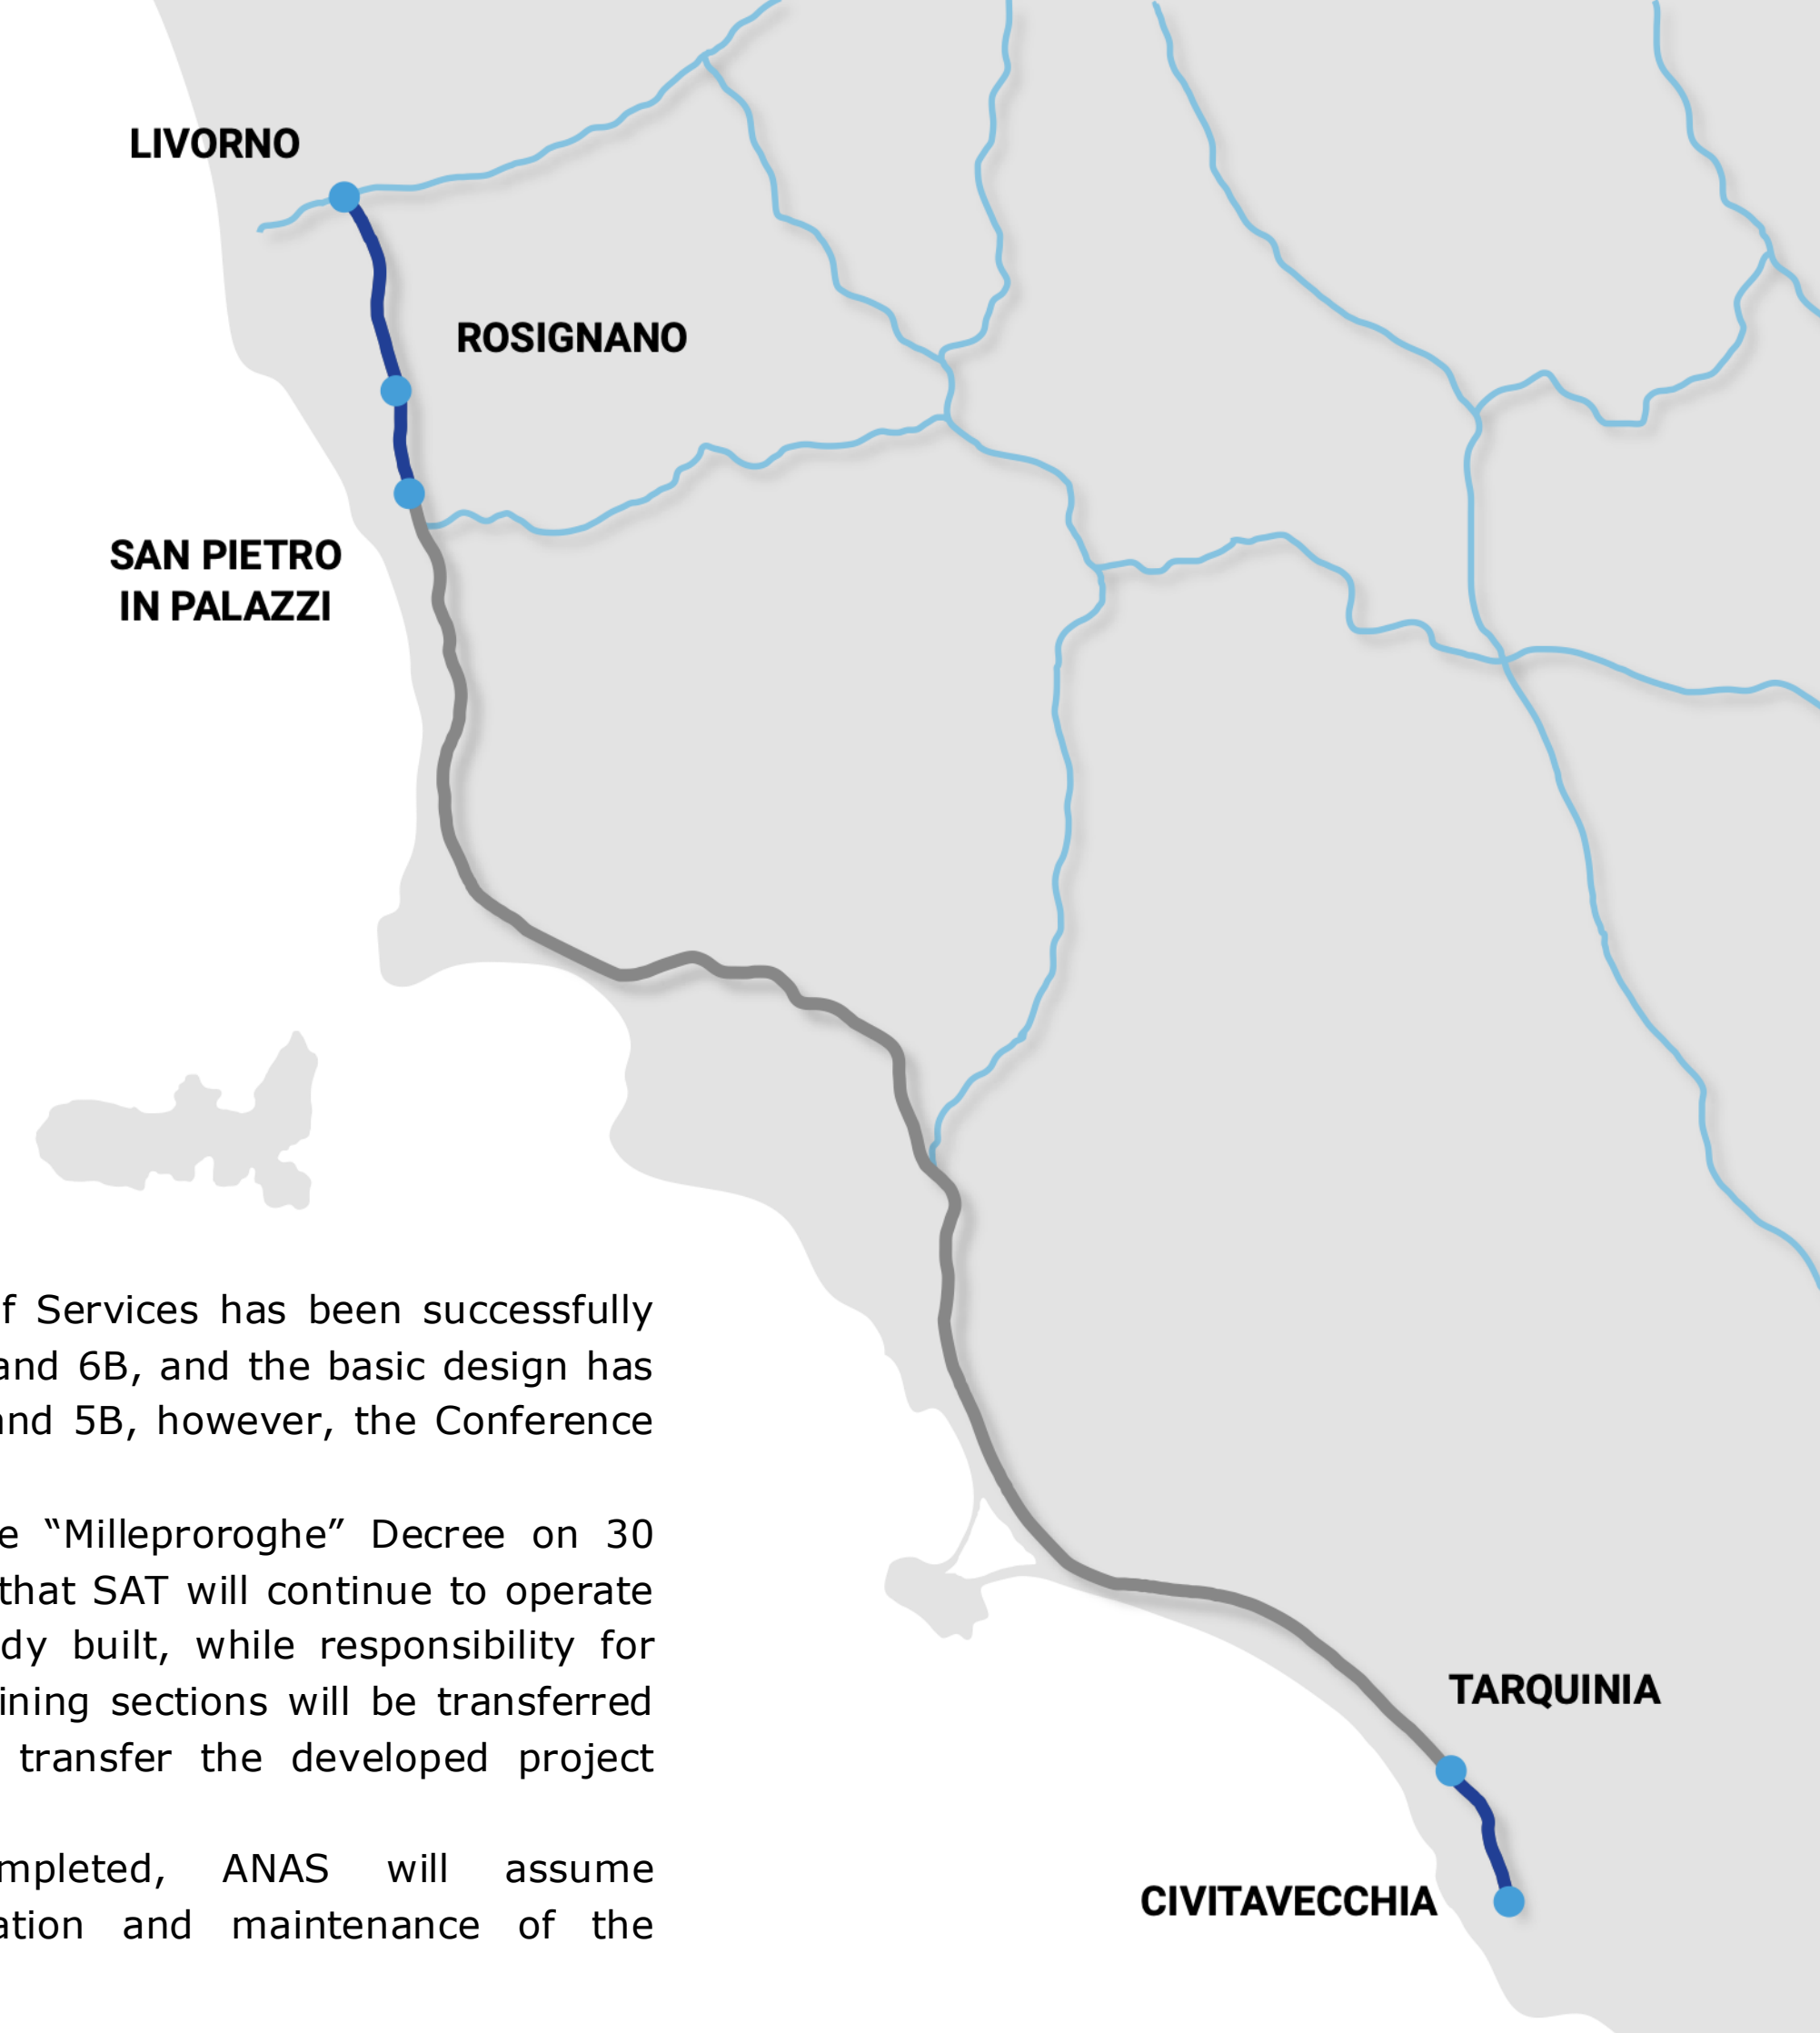 LIVORNO
ROSIGNANO
SAN PIETRO
IN PALAZZI
f Services has been successfully
and 6B, and the basic design has
and 5B, however, the Conference
e “Milleproroghe” Decree on 30
that SAT will continue to operate
dy built, while responsibility for
ining sections will be transferred
transfer the developed project
mpleted, ANAS will assume
ation and maintenance of the
TARQUINIA
CIVITAVECCHIA